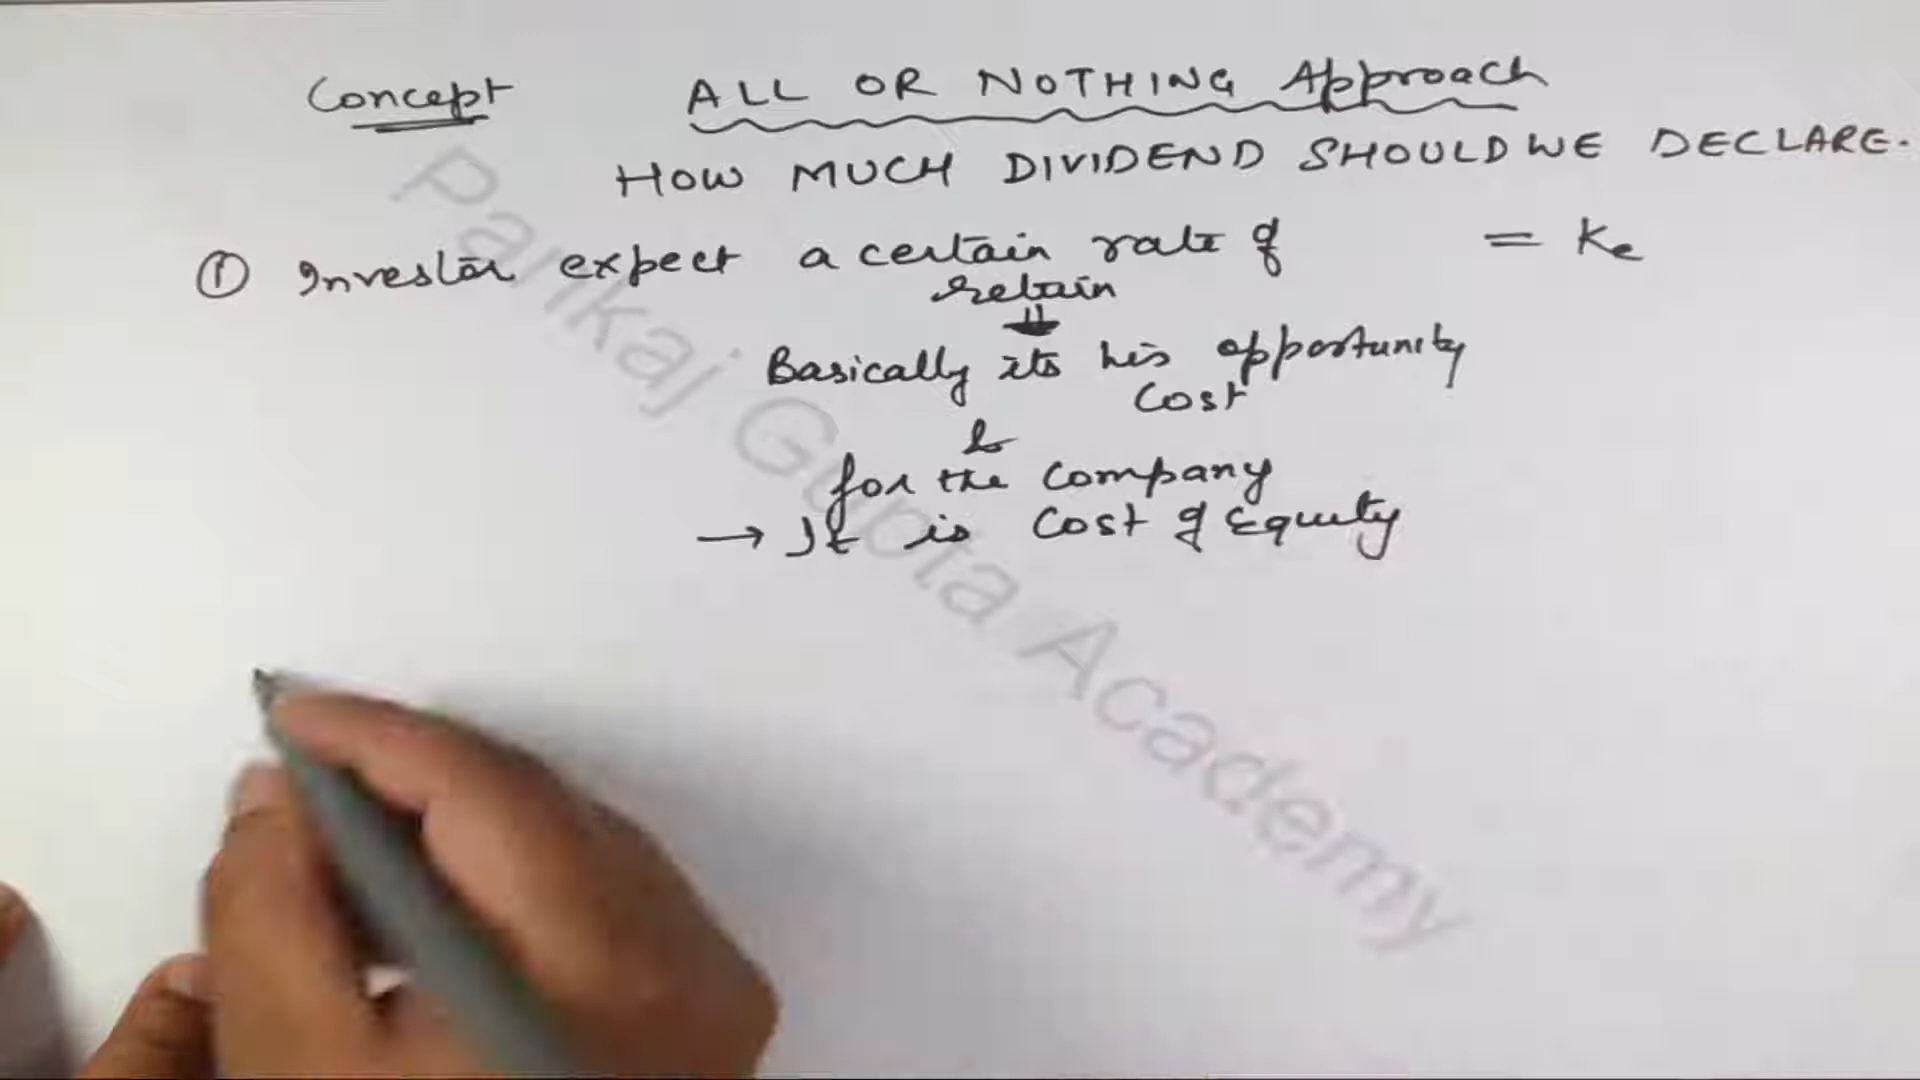 Concept ALL OR NOTHING Approach
HOW MUCH DIVIDEND SHOULD WE DECLARE.
① Investor expect a certain rate of = Ke
retain
Basically its his opportunity
Cost
&
for the Company
→ It is Cost of Equity
Pankaj Gupta Academy